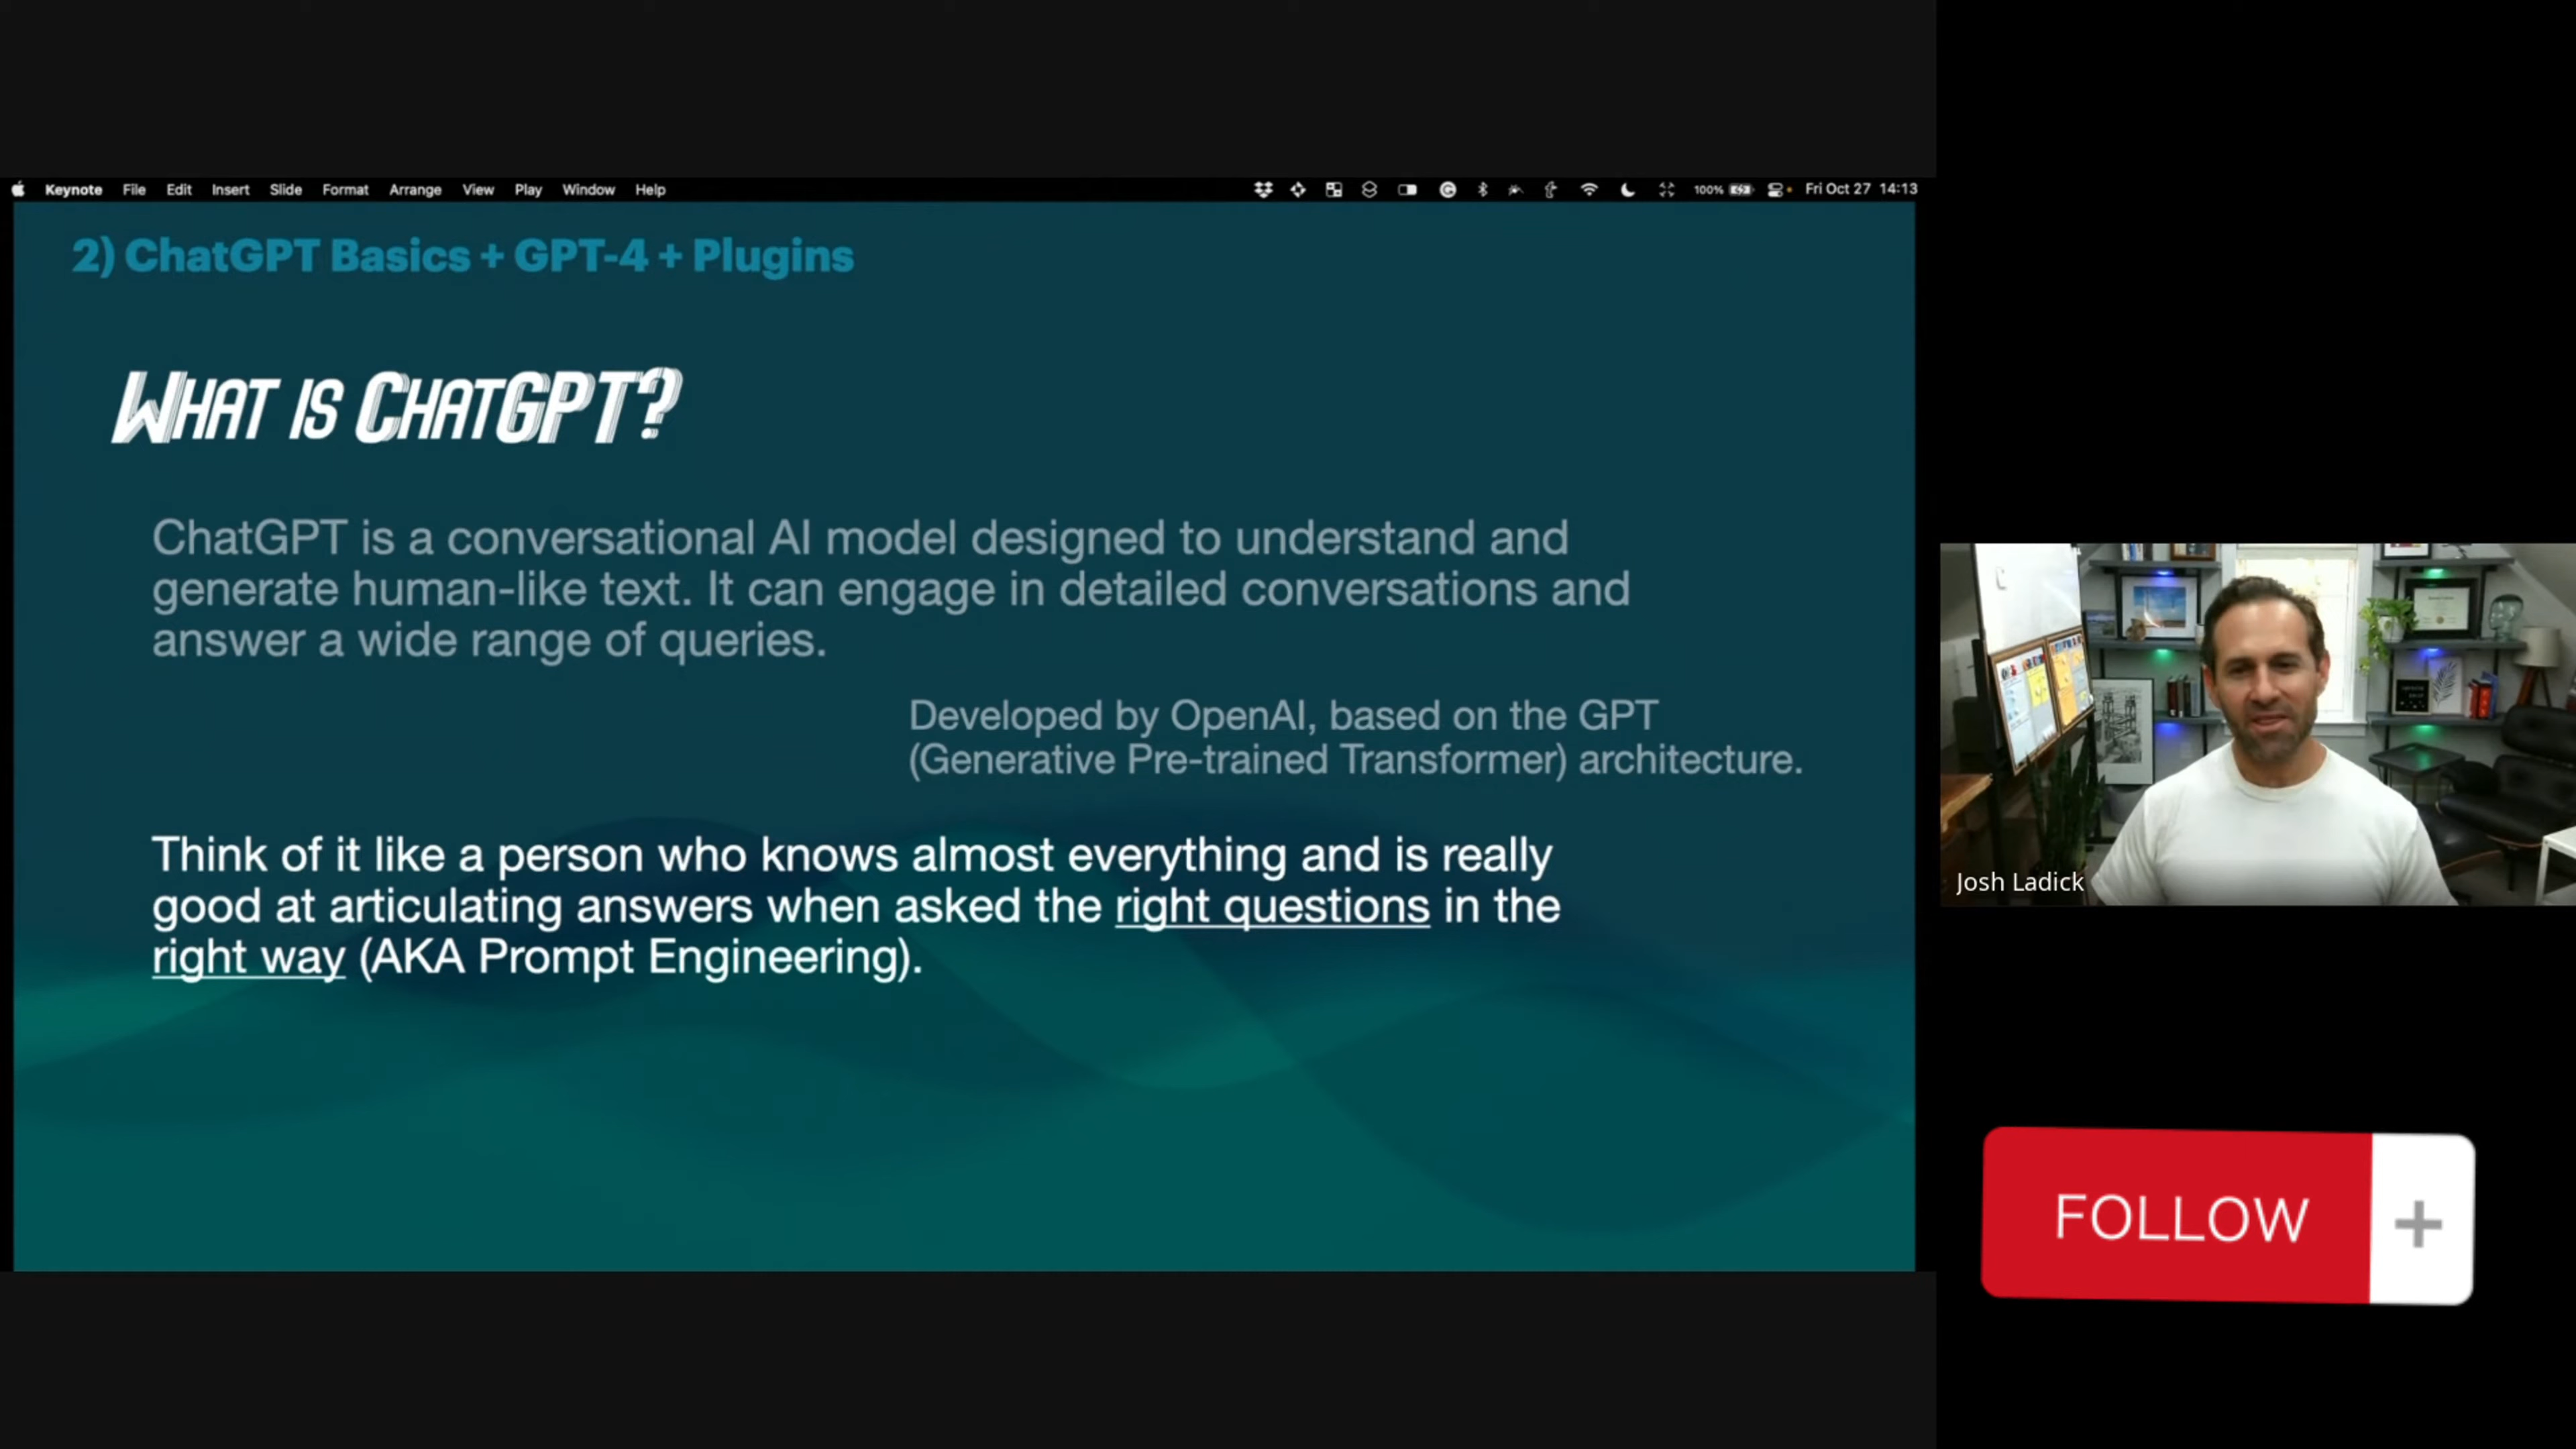 Keynote File Edit Insert Slide Format Arrange View Play Window Help 100% Fri Oct 27 14:13
2) ChatGPT Basics + GPT-4 + Plugins
WHAT IS CHATGPT?
ChatGPT is a conversational AI model designed to understand and
generate human-like text. It can engage in detailed conversations and
answer a wide range of queries.
Developed by OpenAI, based on the GPT
(Generative Pre-trained Transformer) architecture.
Think of it like a person who knows almost everything and is really
good at articulating answers when asked the right questions in the
right way (AKA Prompt Engineering).
Josh Ladick
FOLLOW +